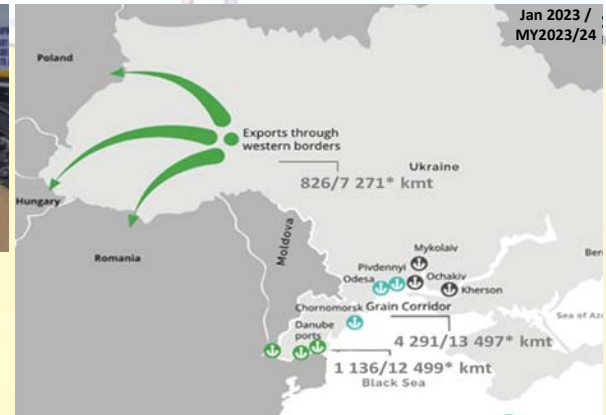 Jan 2023 /
MY2023/24
Poland
Exports through
western borders
Ukraine
826/7 271* kmt
Hungary
Moldova
Romania
Mykolaiv
Pivdennyi
Odesa
Ochakiv
Kherson
Chornomorsk Grain Corridor
Danube
ports
4 291/13 497* kmt
1 136/12 499* kmt
Black Sea
Sea of